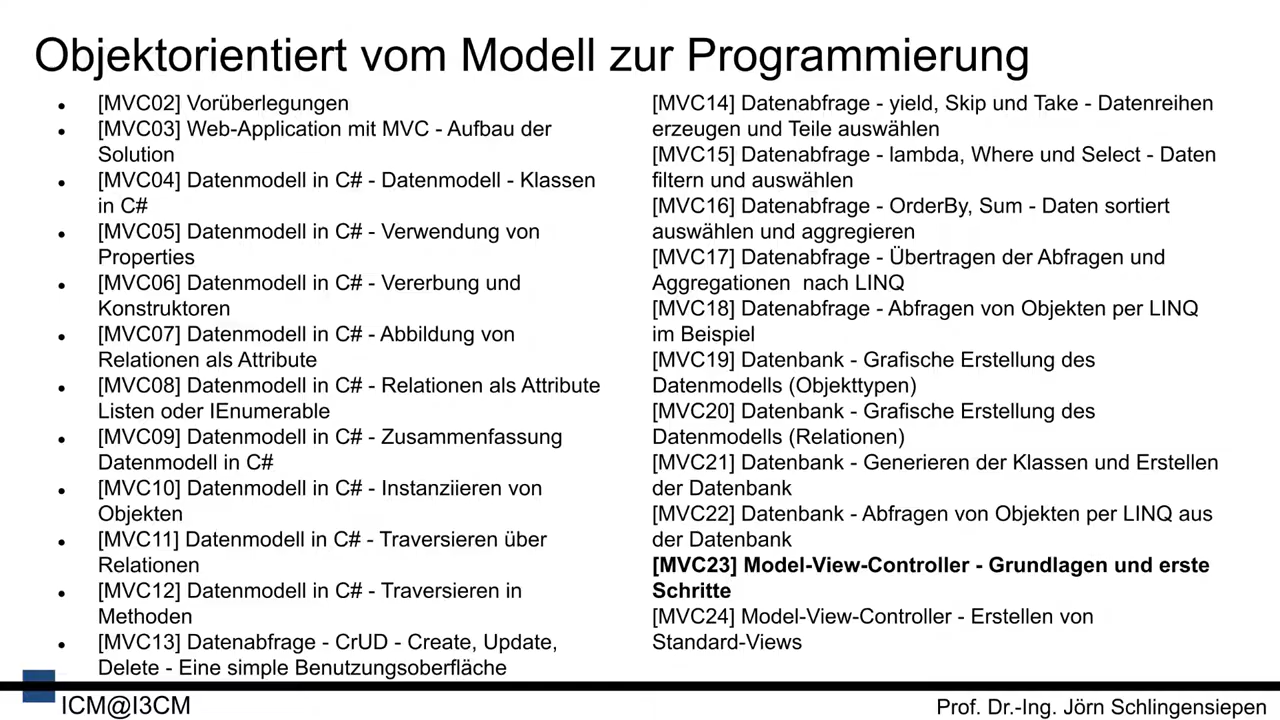 Objektorientiert vom Modell zur Programmierung
[MVC02] Vorüberlegungen
[MVC03] Web-Application mit MVC - Aufbau der
Solution
[MVC04] Datenmodell in C# - Datenmodell - Klassen
in C#
[MVC05] Datenmodell in C# - Verwendung von
Properties
[MVC06] Datenmodell in C# - Vererbung und
Konstruktoren
[MVC07] Datenmodell in C# - Abbildung von
Relationen als Attribute
[MVC08] Datenmodell in C# - Relationen als Attribute
Listen oder IEnumerable
[MVC09] Datenmodell in C# - Zusammenfassung
Datenmodell in C#
[MVC10] Datenmodell in C# - Instanziieren von
Objekten
[MVC11] Datenmodell in C# - Traversieren über
Relationen
[MVC12] Datenmodell in C# - Traversieren in
Methoden
[MVC13] Datenabfrage - CrUD - Create, Update,
Delete - Eine simple Benutzungsoberfläche
[MVC14] Datenabfrage - yield, Skip und Take - Datenreihen
erzeugen und Teile auswählen
[MVC15] Datenabfrage - lambda, Where und Select - Daten
filtern und auswählen
[MVC16] Datenabfrage - OrderBy, Sum - Daten sortiert
auswählen und aggregieren
[MVC17] Datenabfrage - Übertragen der Abfragen und
Aggregationen  nach LINQ
[MVC18] Datenabfrage - Abfragen von Objekten per LINQ
im Beispiel
[MVC19] Datenbank - Grafische Erstellung des
Datenmodells (Objekttypen)
[MVC20] Datenbank - Grafische Erstellung des
Datenmodells (Relationen)
[MVC21] Datenbank - Generieren der Klassen und Erstellen
der Datenbank
[MVC22] Datenbank - Abfragen von Objekten per LINQ aus
der Datenbank
[MVC23] Model-View-Controller - Grundlagen und erste
Schritte
[MVC24] Model-View-Controller - Erstellen von
Standard-Views
ICM@I3CM
Prof. Dr.-Ing. Jörn Schlingensiepen